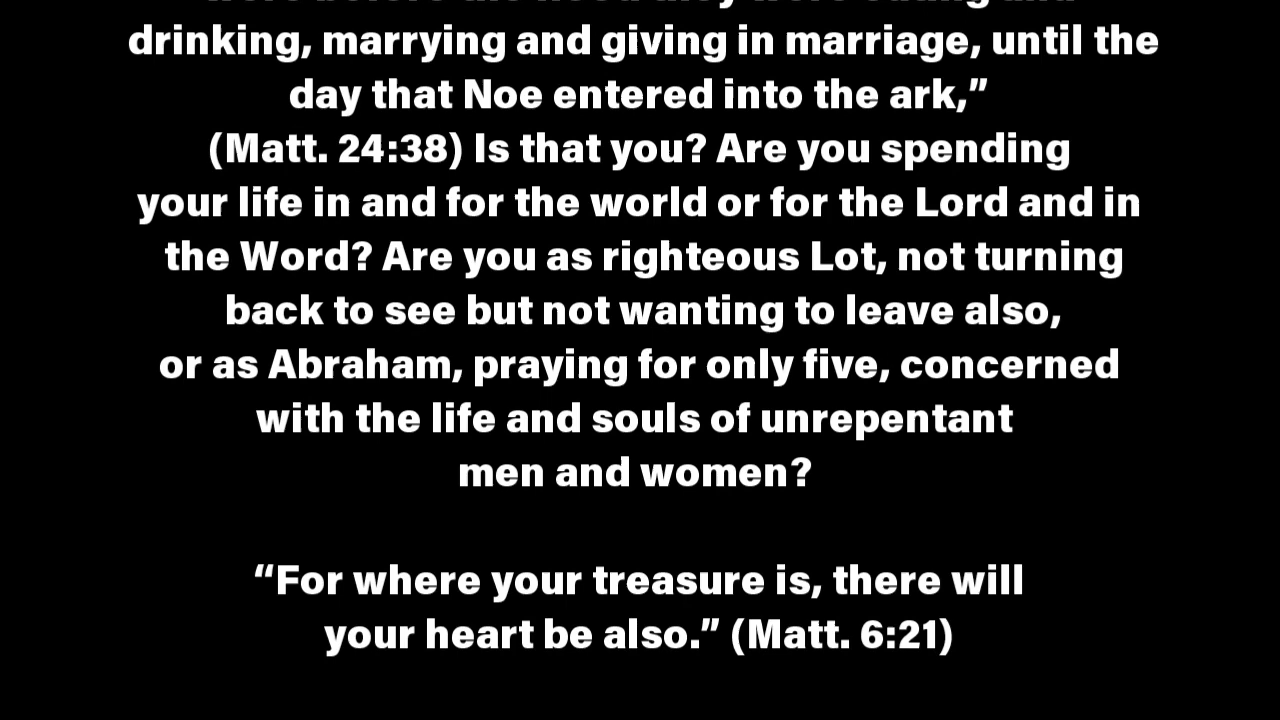 drinking, marrying and giving in marriage, until the
day that Noe entered into the ark,”
(Matt. 24:38) Is that you? Are you spending
your life in and for the world or for the Lord and in
the Word? Are you as righteous Lot, not turning
back to see but not wanting to leave also,
or as Abraham, praying for only five, concerned
with the life and souls of unrepentant
men and women?
“For where your treasure is, there will
your heart be also.” (Matt. 6:21)